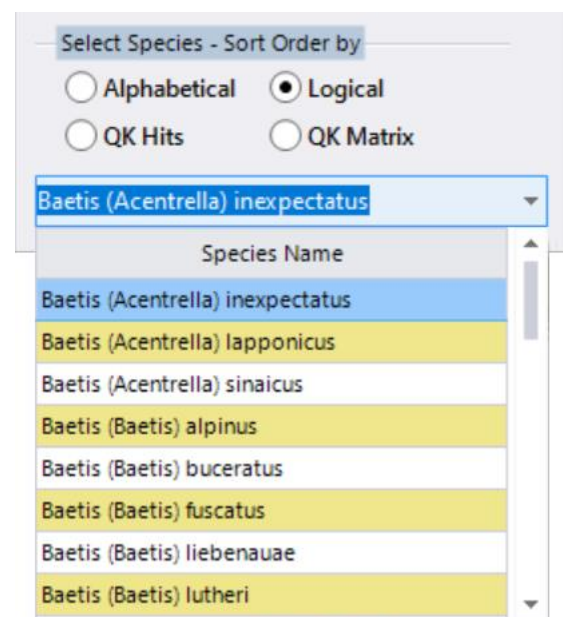 Select Species - Sort Order by
Alphabetical Logical
QK Hits QK Matrix
Baetis (Acentrella) inexpectatus
Species Name
Baetis (Acentrella) inexpectatus
Baetis (Acentrella) lapponicus
Baetis (Acentrella) sinaicus
Baetis (Baetis) alpinus
Baetis (Baetis) buceratus
Baetis (Baetis) fuscatus
Baetis (Baetis) liebenauae
Baetis (Baetis) lutheri